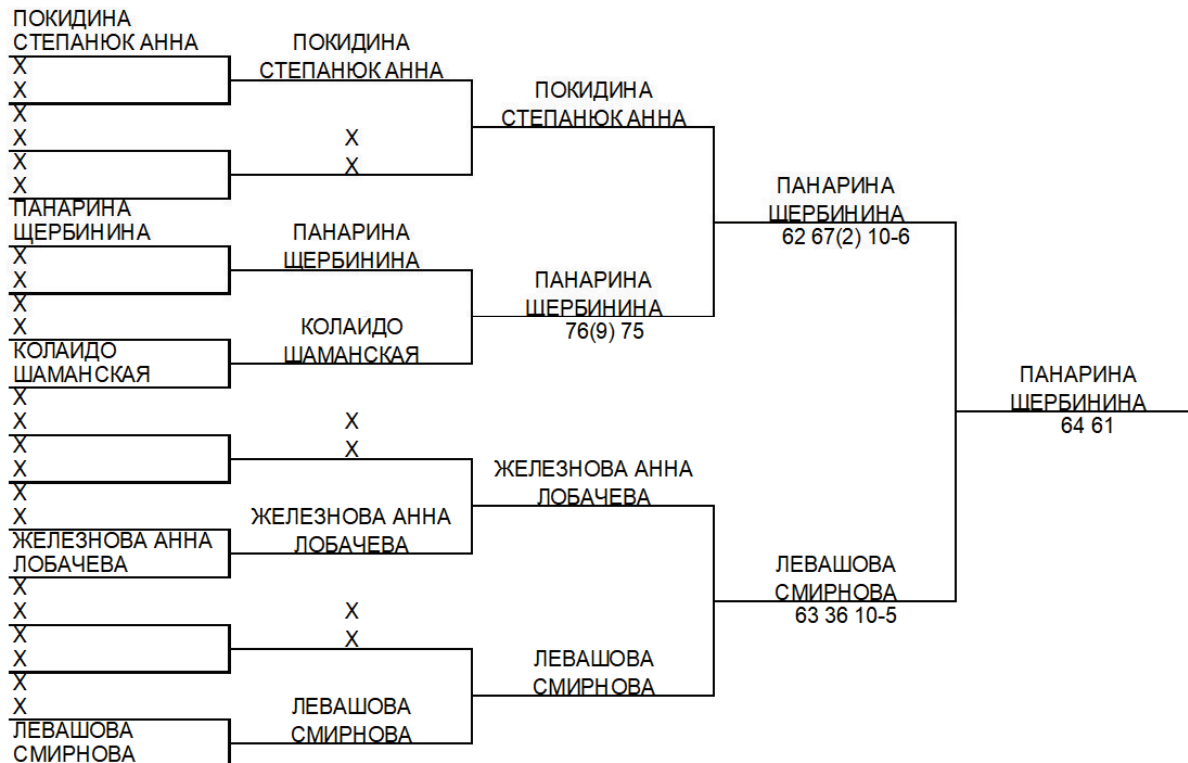 ПОКИДИНА
СТЕПАНЮК АННА
X
X
X
X
X
X
ПАНАРИНА
ЩЕРБИНИНА
X
X
X
X
КОЛАИДО
ШАМАНСКАЯ
X
X
X
X
X
X
ЖЕЛЕЗНОВА АННА
ЛОБАЧЕВА
X
X
X
X
X
X
ЛЕВАШОВА
СМИРНОВА
ПОКИДИНА
СТЕПАНЮК АННА
X
X
ПАНАРИНА
ЩЕРБИНИНА
КОЛАИДО
ШАМАНСКАЯ
X
X
ЖЕЛЕЗНОВА АННА
ЛОБАЧЕВА
X
X
ЛЕВАШОВА
СМИРНОВА
ПОКИДИНА
СТЕПАНЮК АННА
ПАНАРИНА
ЩЕРБИНИНА
76(9) 75
ЖЕЛЕЗНОВА АННА
ЛОБАЧЕВА
ЛЕВАШОВА
СМИРНОВА
ПАНАРИНА
ЩЕРБИНИНА
62 67(2) 10-6
ЛЕВАШОВА
СМИРНОВА
63 36 10-5
ПАНАРИНА
ЩЕРБИНИНА
64 61